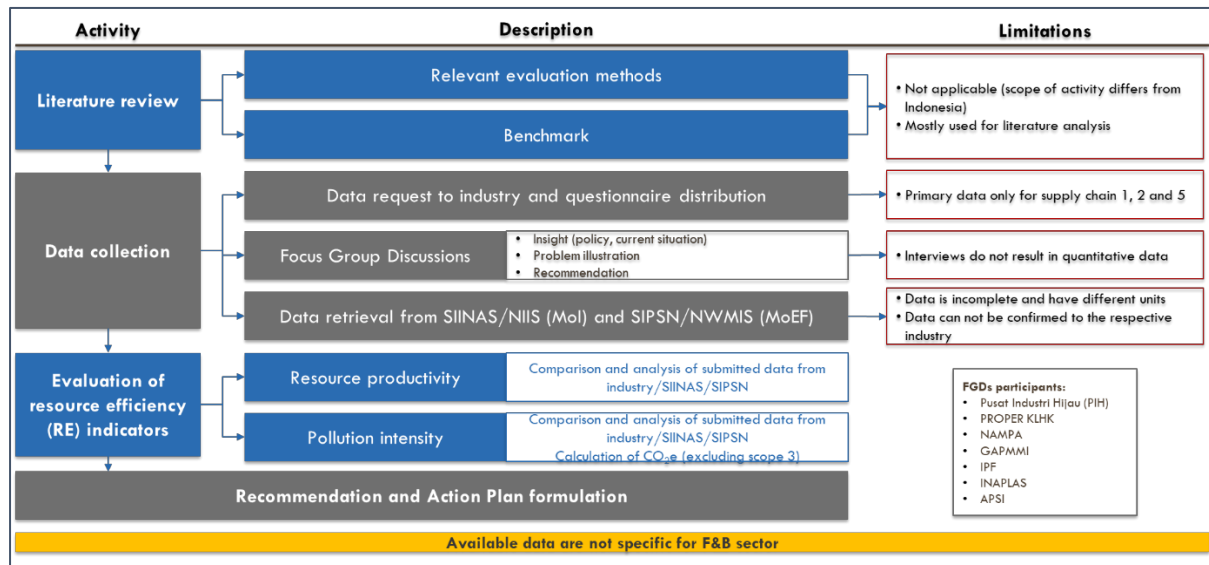 Activity
Description
Limitations
Literature review
Relevant evaluation methods
Benchmark
• Not applicable (scope of activity differs from
Indonesia)
• Mostly used for literature analysis
Data collection
Data request to industry and questionnaire distribution
• Primary data only for supply chain 1, 2 and 5
Focus Group Discussions
• Insight (policy, current situation)
• Problem illustration
• Recommendation
• Interviews do not result in quantitative data
Data retrieval from SIINAS/NIIS (MoI) and SIPSN/NWMIS (MoEF)
• Data is incomplete and have different units
• Data can not be confirmed to the respective
industry
Evaluation of
resource efficiency
(RE) indicators
Resource productivity
Comparison and analysis of submitted data from
industry/SIINAS/SIPSN
Pollution intensity
Comparison and analysis of submitted data from
industry/SIINAS/SIPSN
Calculation of CO₂e (excluding scope 3)
FGDs participants:
• Pusat Industri Hijau (PIH)
• PROPER KLHK
• NAMPA
• GAPMMI
• IPF
• INAPLAS
• APSI
Recommendation and Action Plan formulation
Available data are not specific for F&B sector